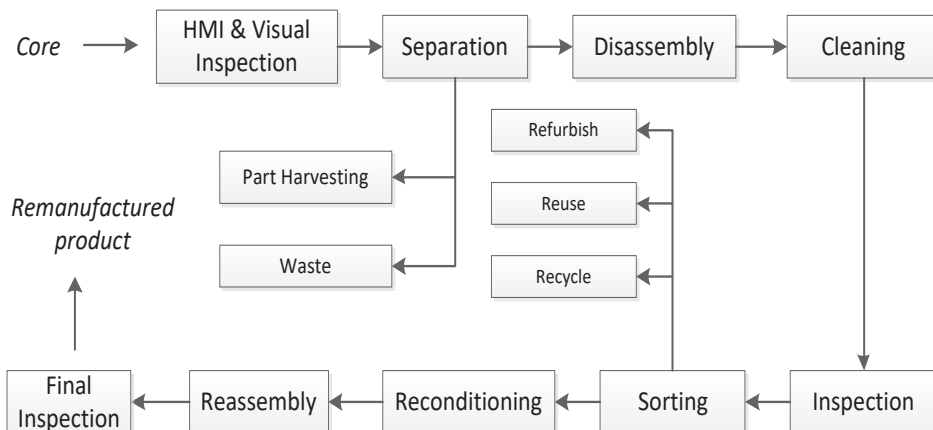 Core
HMI & Visual
Inspection
Separation
Disassembly
Cleaning
Refurbish
Part Harvesting
Reuse
Remanufactured
product
Waste
Recycle
Final
Inspection
Reassembly
Reconditioning
Sorting
Inspection